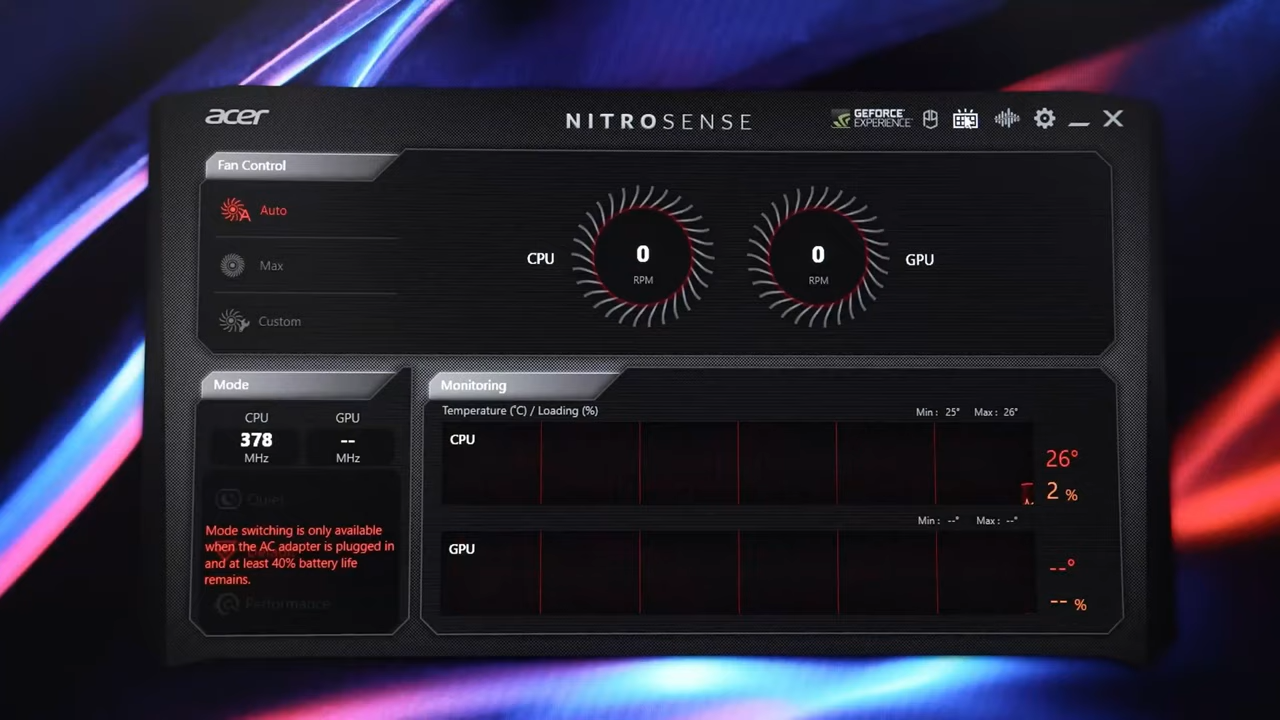 acer
NITROSENSE
GEFORCE
EXPERIENCE
Fan Control
Auto
Max
Custom
CPU
0
RPM
0
RPM
GPU
Mode
CPU
GPU
378
--
MHz
MHz
Quiet
Mode switching is only available
when the AC adapter is plugged in
and at least 40% battery life
remains.
Performance
Monitoring
Temperature (°C) / Loading (%)
Min : 25° Max : 26°
CPU
26°
2 %
Min : --° Max : --°
GPU
--°
-- %